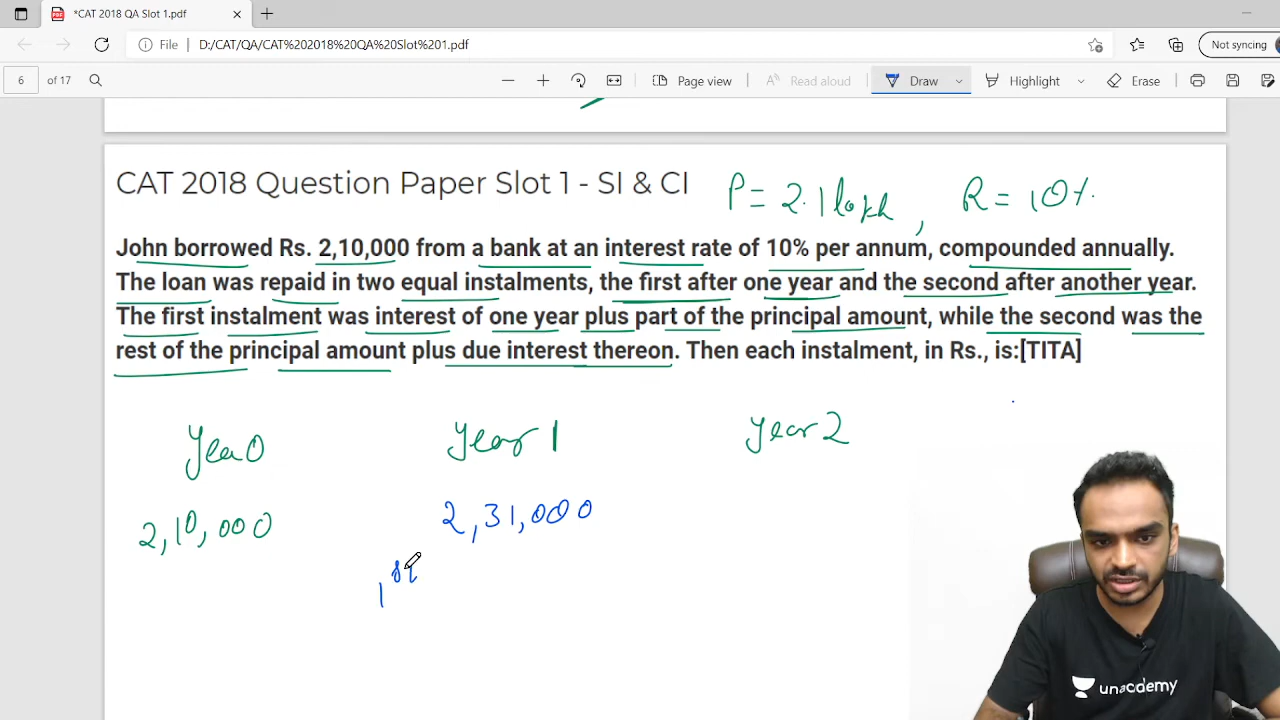 *CAT 2018 QA Slot 1.pdf
File D:/CAT/QA/CAT%202018%20QA%20Slot%201.pdf Not syncing
6 of 17 Page view Read aloud Draw Highlight Erase
CAT 2018 Question Paper Slot 1 - SI & CI
P = 2.1 lakh, R = 10%
John borrowed Rs. 2,10,000 from a bank at an interest rate of 10% per annum, compounded annually.
The loan was repaid in two equal instalments, the first after one year and the second after another year.
The first instalment was interest of one year plus part of the principal amount, while the second was the
rest of the principal amount plus due interest thereon. Then each instalment, in Rs., is:[TITA]
Year 1 Year 2
2,10,000 2,31,000
1st
unacademy